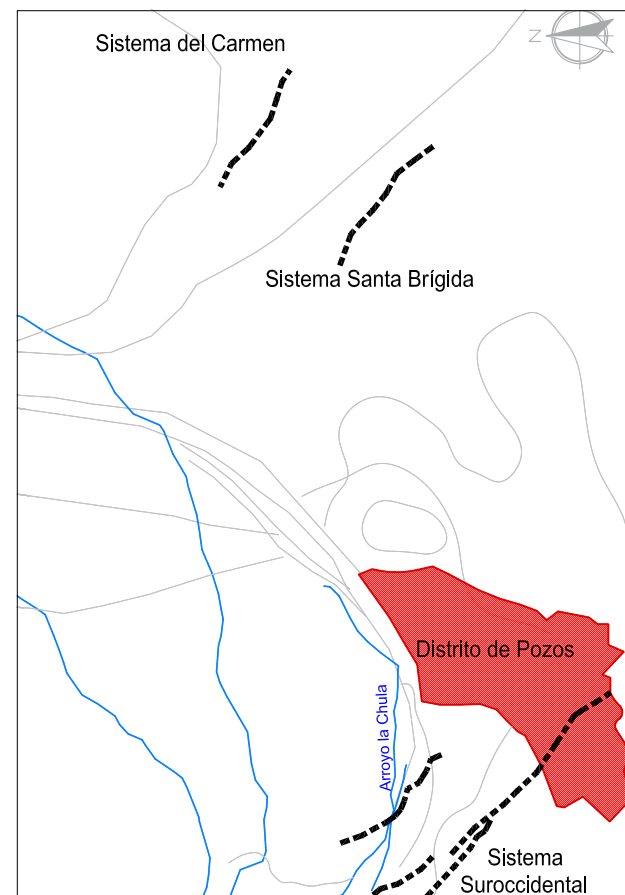 Sistema del Carmen
Z
Sistema Santa Brígida
Distrito de Pozos
Arroyo la Chula
Sistema
Suroccidental